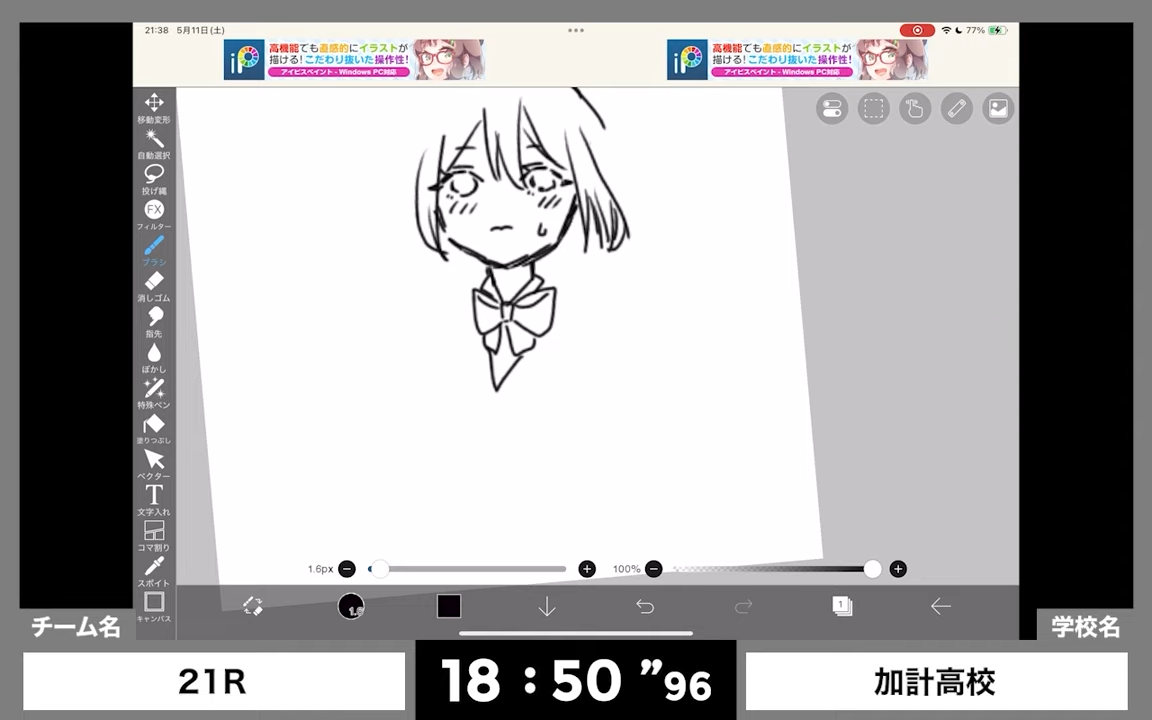 21:38 5月11日(土)
77%
高機能でも直感的にイラストが
描ける!こだわり抜いた操作性!
アイビスペイント - Windows PC対応
高機能でも直感的にイラストが
描ける!こだわり抜いた操作性!
アイビスペイント - Windows PC対応
移動変形
自動選択
投げ縄
FX
フィルター
ブラシ
消しゴム
指先
ぼかし
特殊ペン
塗りつぶし
ベクター
T
文字入れ
コマ割り
スポイト
キャンバス
1.6px
100%
1.6
1
チーム名
学校名
21R
18:50”96
加計高校